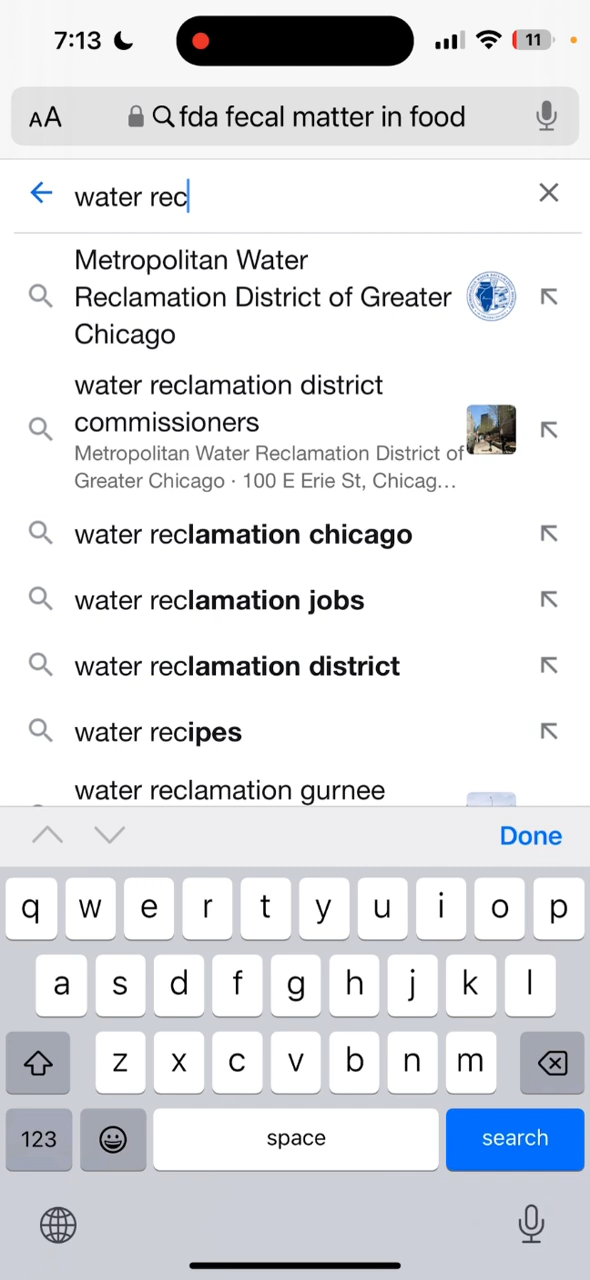 7:13
11
AA fda fecal matter in food
water rec
Metropolitan Water
Reclamation District of Greater
Chicago
water reclamation district
commissioners
Metropolitan Water Reclamation District of
Greater Chicago · 100 E Erie St, Chicag...
water reclamation chicago
water reclamation jobs
water reclamation district
water recipes
water reclamation gurnee
Done
q w e r t y u i o p
a s d f g h j k l
z x c v b n m
123 space search